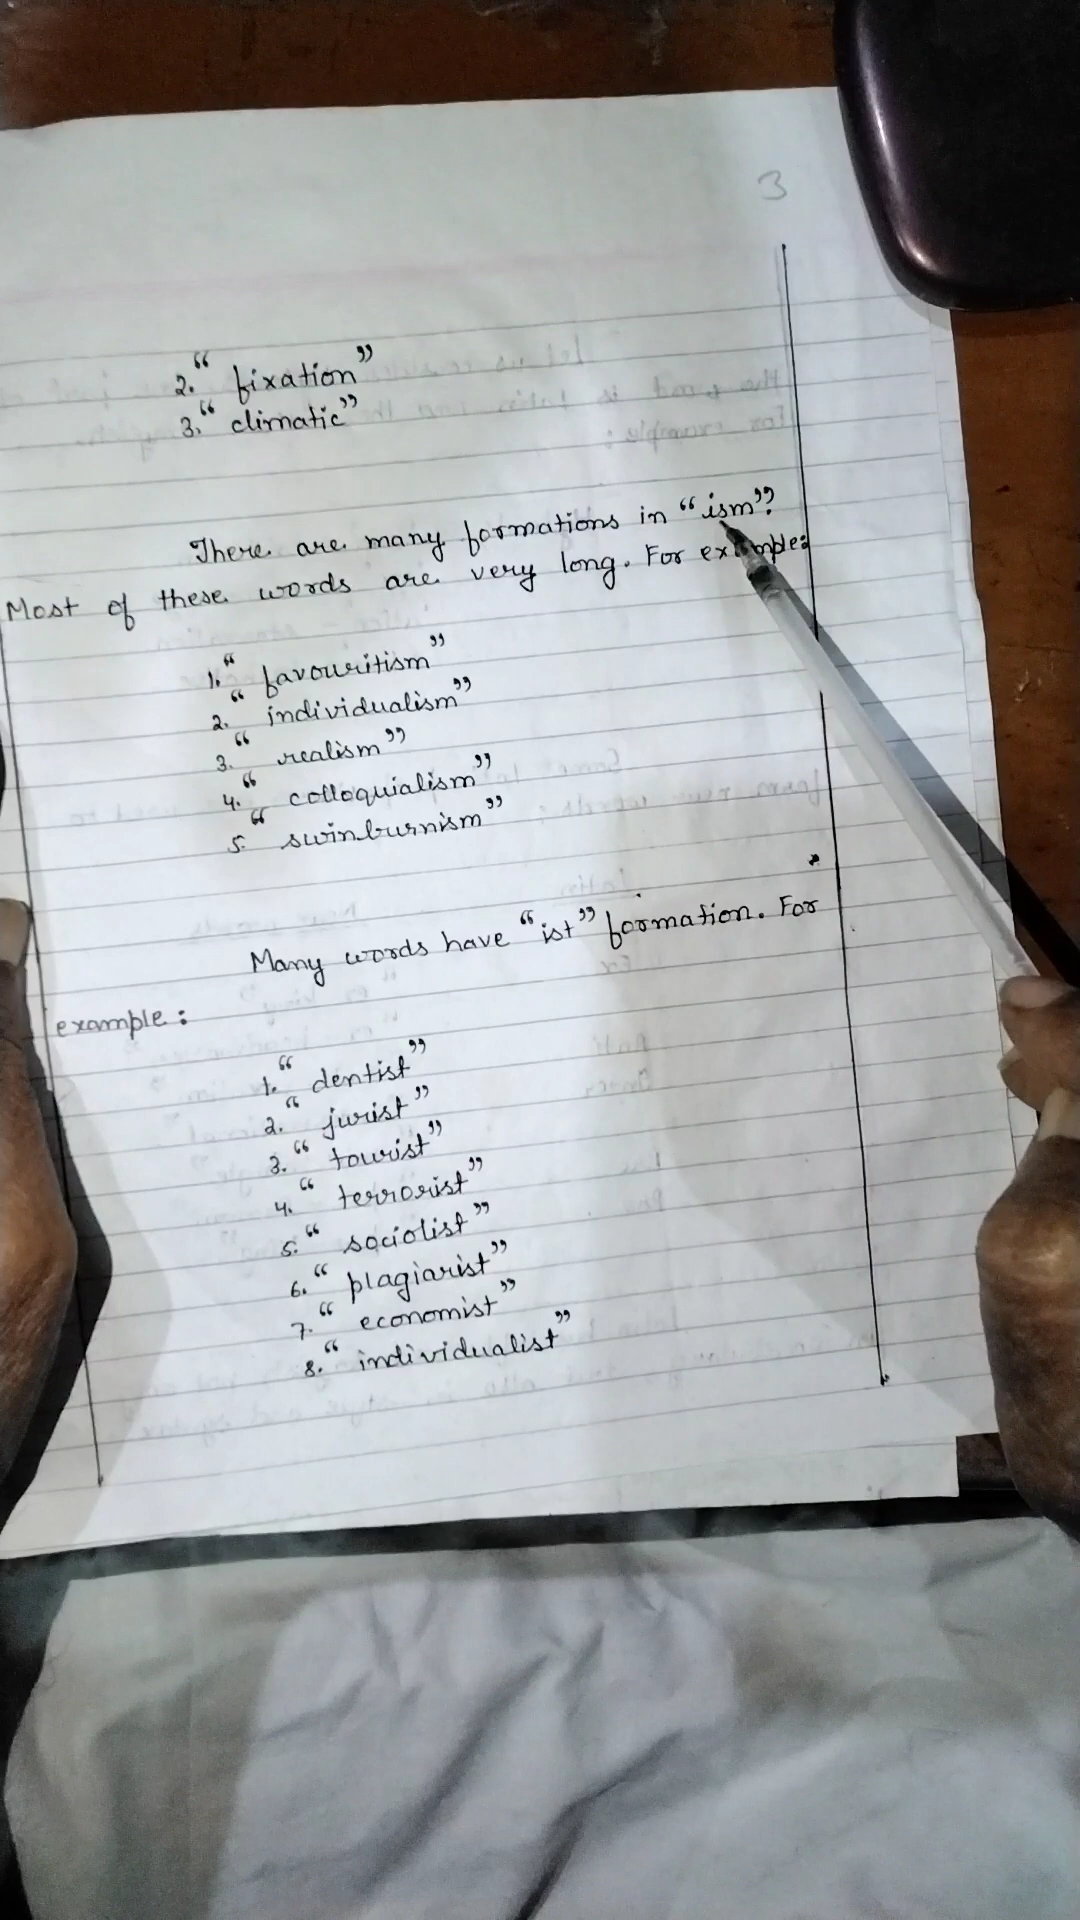 3
2. "fixation"
3. "climatic"
There are many formations in "ism".
Most of these words are very long. For example:
1. "favouritism"
2. "individualism"
3. "realism"
4. "colloquialism"
5. "swinburnism"
Many words have "ist" formation. For
example:
1. "dentist"
2. "jurist"
3. "tourist"
4. "terrorist"
5. "sociolist"
6. "plagiarist"
7. "economist"
8. "individualist"